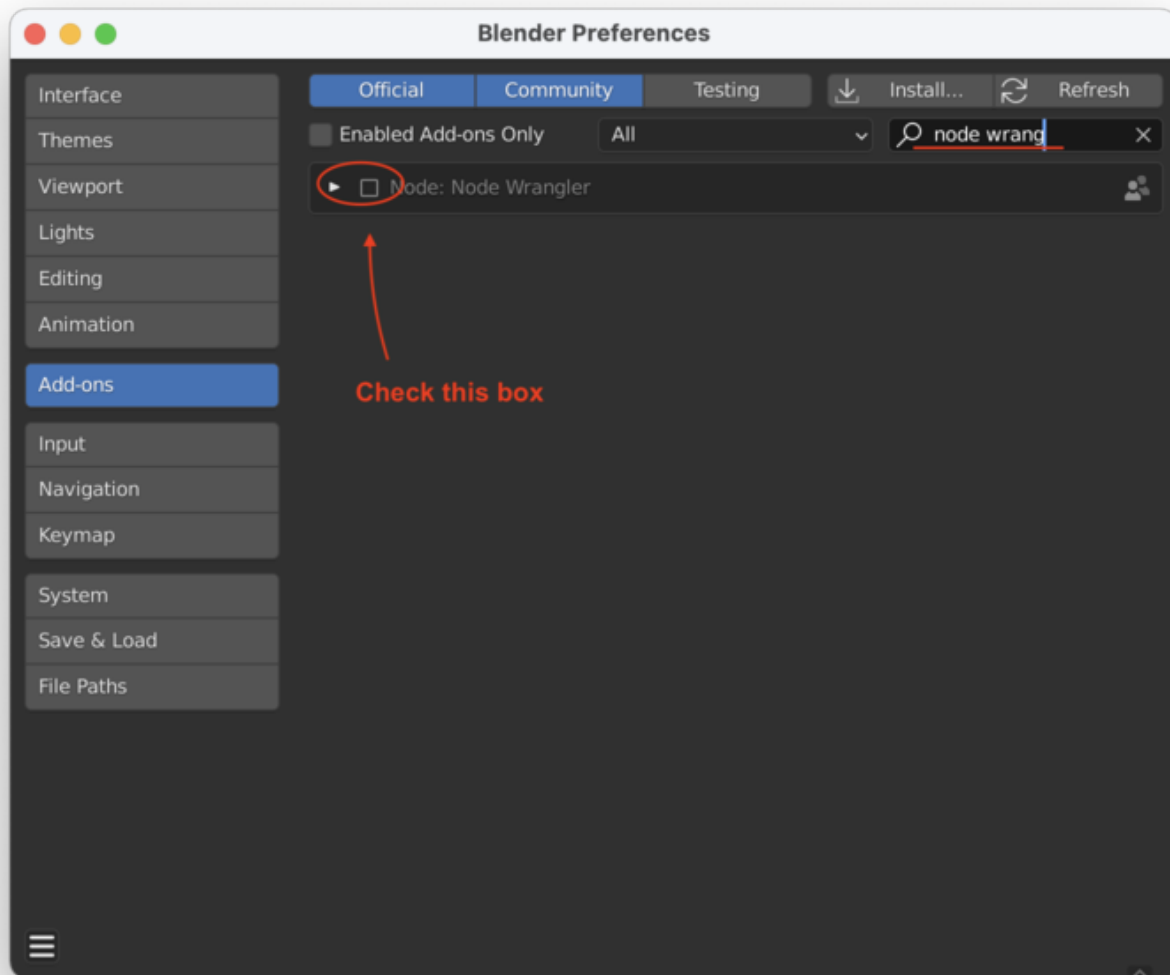 Blender Preferences
Interface
Themes
Viewport
Lights
Editing
Animation
Add-ons
Input
Navigation
Keymap
System
Save & Load
File Paths
Official Community Testing Install... Refresh
Enabled Add-ons Only All node wrang
Node: Node Wrangler
Check this box